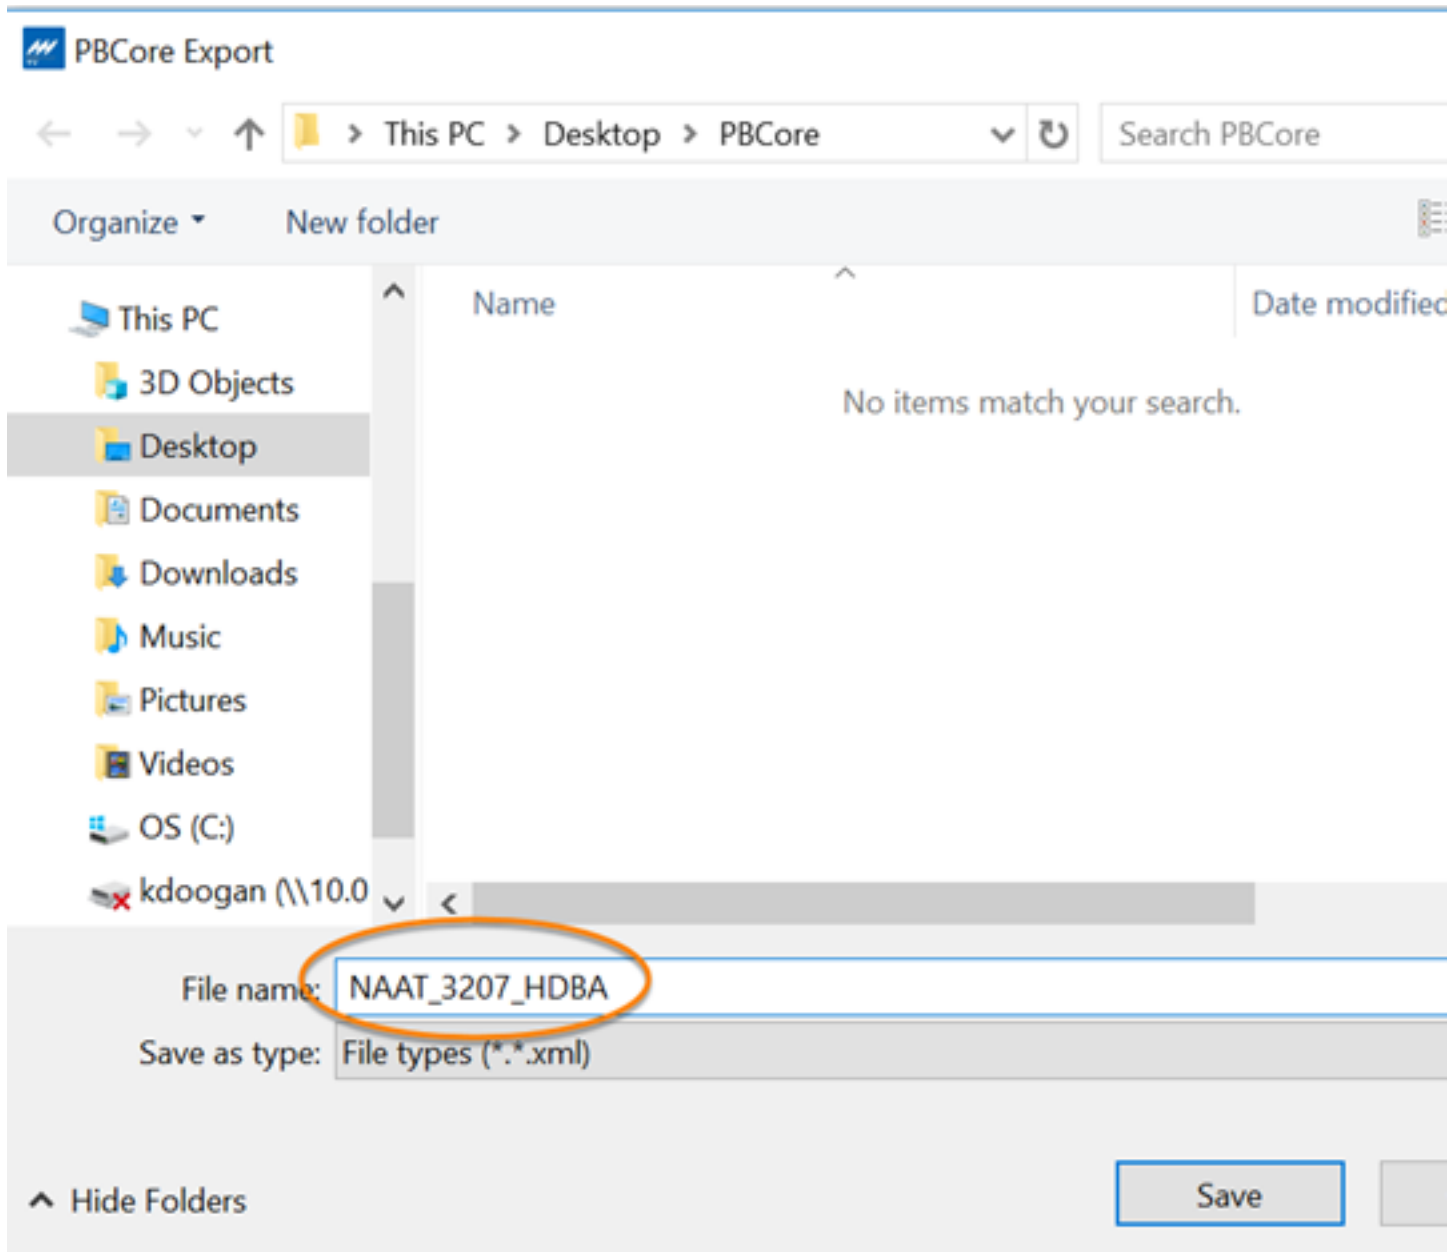 PBCore Export
This PC > Desktop > PBCore
Search PBCore
Organize
New folder
Name
Date modified
This PC
3D Objects
Desktop
Documents
Downloads
Music
Pictures
Videos
OS (C:)
kdoogan (\\10.0
No items match your search.
File name: NAAT_3207_HDBA
Save as type: File types (*.*.xml)
Hide Folders
Save